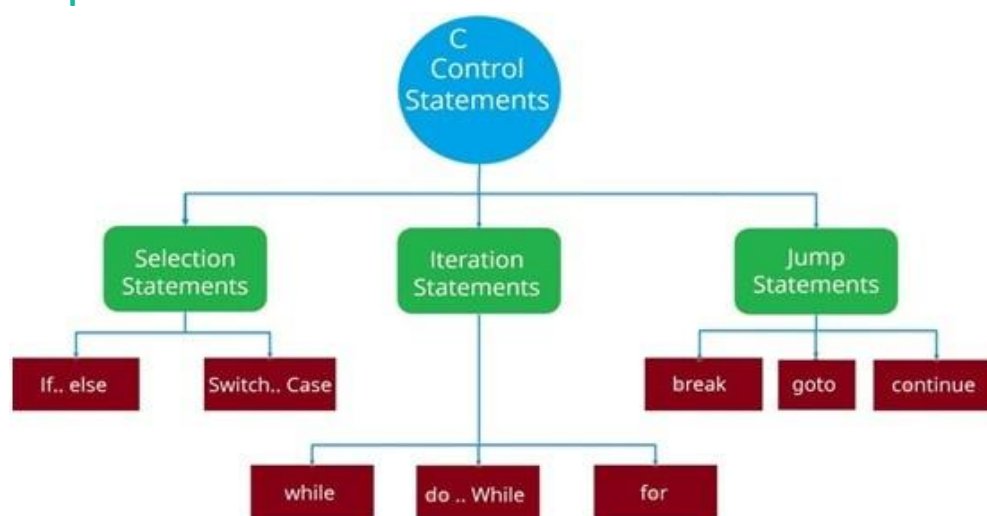 C
Control
Statements
Selection
Statements
Iteration
Statements
Jump
Statements
If.. else
Switch.. Case
break
goto
continue
while
do .. While
for